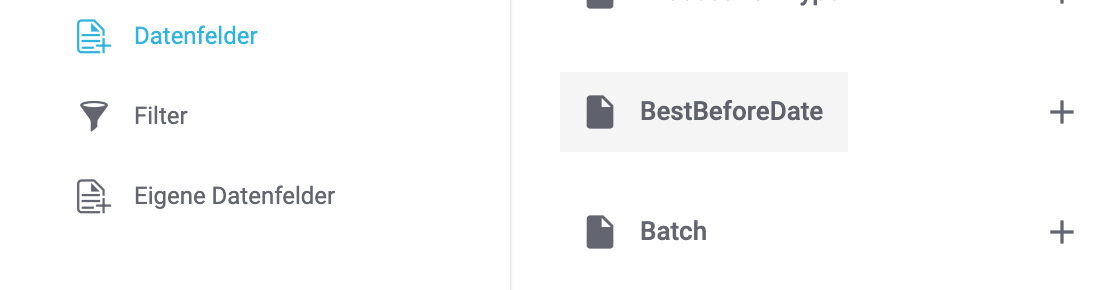 Datenfelder
BestBeforeDate
Filter
Eigene Datenfelder
Batch